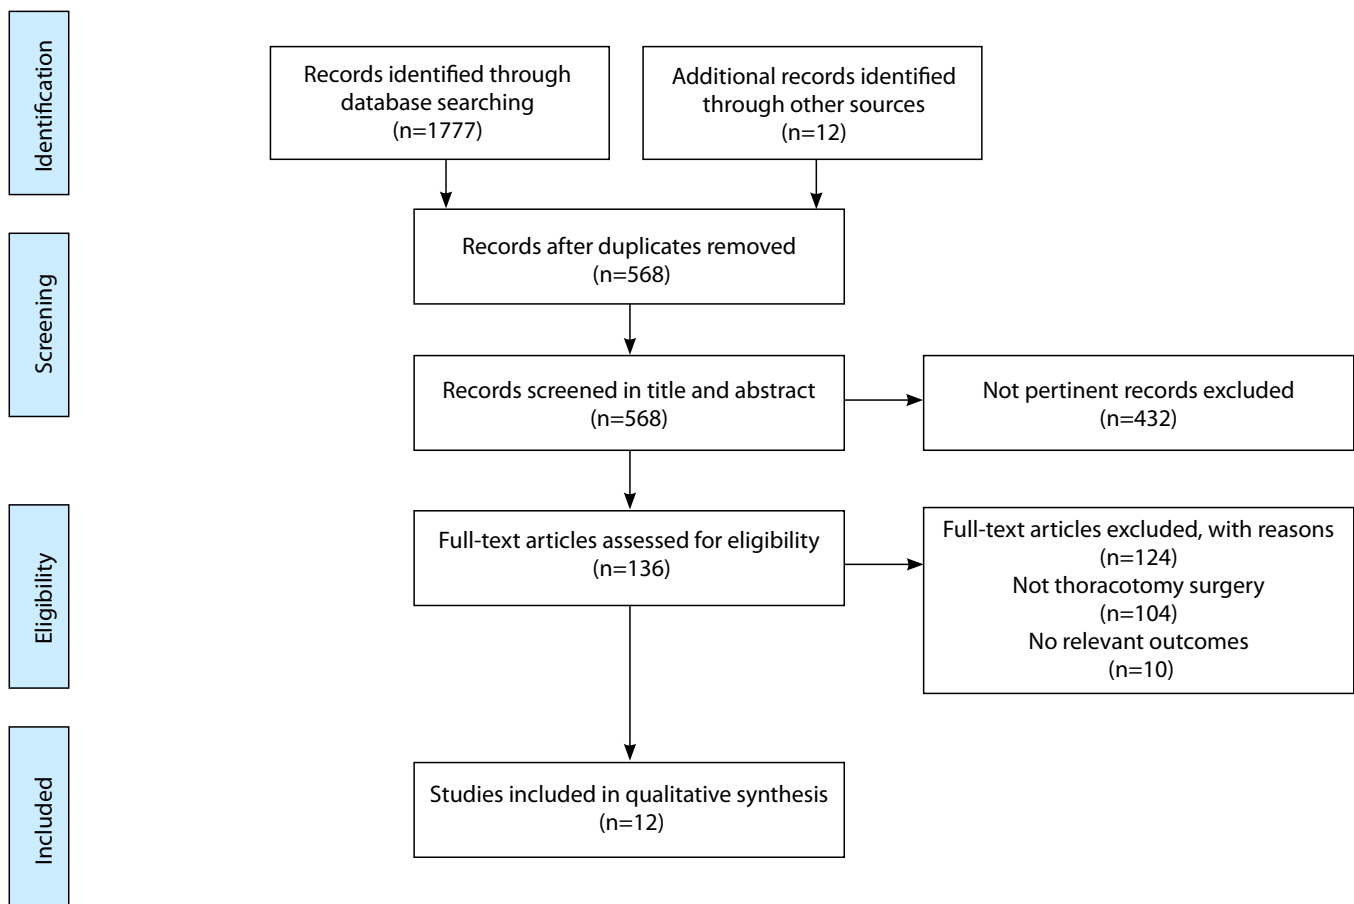 Identification
Records identified through
database searching
(n=1777)
Additional records identified
through other sources
(n=12)
Screening
Records after duplicates removed
(n=568)
Records screened in title and abstract
(n=568)
Not pertinent records excluded
(n=432)
Eligibility
Full-text articles assessed for eligibility
(n=136)
Full-text articles excluded, with reasons
(n=124)
Not thoracotomy surgery
(n=104)
No relevant outcomes
(n=10)
Included
Studies included in qualitative synthesis
(n=12)